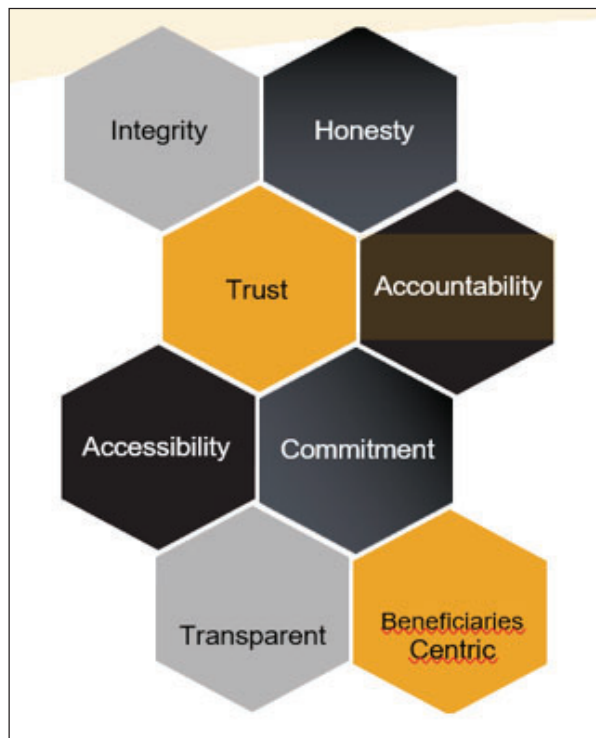 Integrity
Honesty
Trust
Accountability
Accessibility
Commitment
Transparent
Beneficiaries
Centric